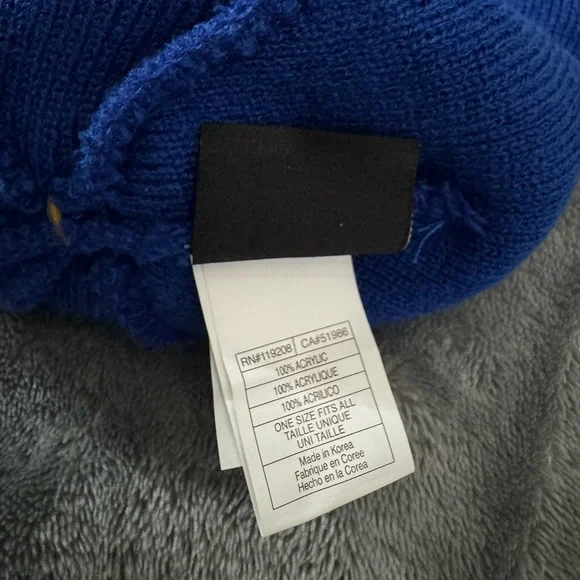 RN#119208 CA#51986
100% ACRYLIC
100% ACRYLIQUE
100% ACRILICO
ONE SIZE FITS ALL
TAILLE UNIQUE
UNI TAILLE
Made in Korea
Fabrique en Coree
Hecho en la Corea